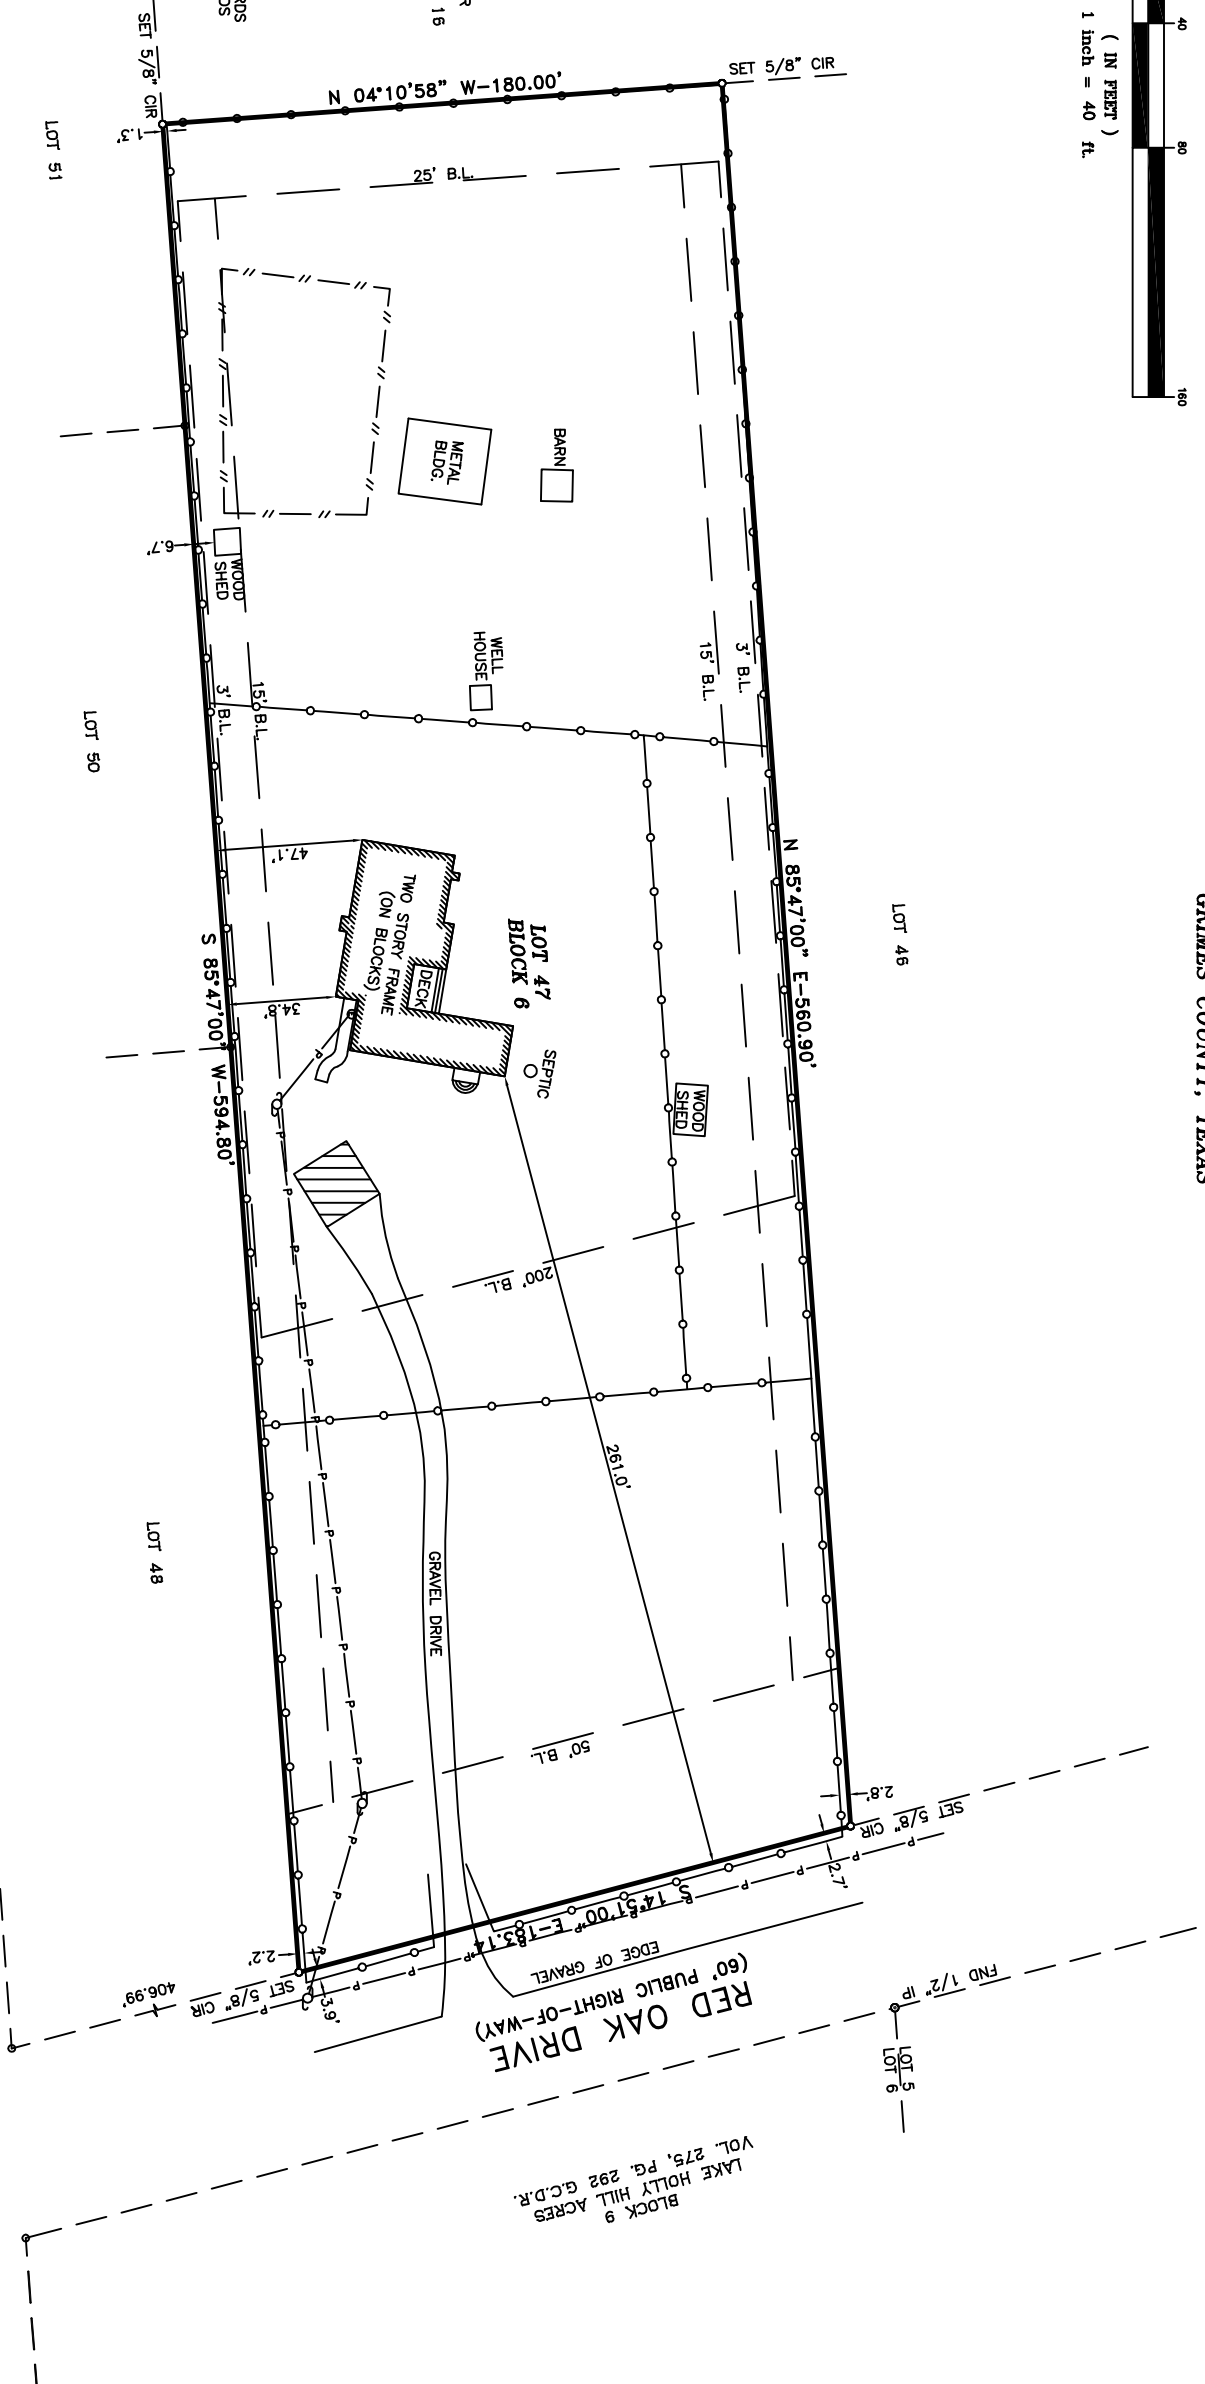 40
80
160
( IN FEET )
1 inch = 40 ft.
16
SET 5/8" CIR
SET 5/8" CIR
N 04°10'58" W-180.00'
1.3'
LOT 51
25' B.L.
METAL
BLDG.
BARN
6.7'
WOOD
SHED
WELL
HOUSE
15' B.L.
3' B.L.
3' B.L.
15' B.L.
LOT 50
LOT 46
GRIMES COUNTY, TEXAS
47.1'
TWO STORY FRAME
(ON BLOCKS)
DECK
LOT 47
BLOCK 6
N 85°47'00" E-560.90'
S 85°47'00" W-594.80'
34.8'
SEPTIC
WOOD
SHED
P
200' B.L.
261.0'
GRAVEL DRIVE
LOT 48
50' B.L.
2.8'
SET 5/8" CIR
2.7'
S 14°51'00" E-183.14'
EDGE OF GRAVEL
(60' PUBLIC RIGHT-OF-WAY)
RED OAK DRIVE
2.2'
3.9'
SET 5/8" CIR
406.99'
FND 1/2" IP
LOT 5
LOT 6
BLOCK 9
LAKE HOLLY HILL ACRES
VOL. 275, PG. 292 G.C.D.R.